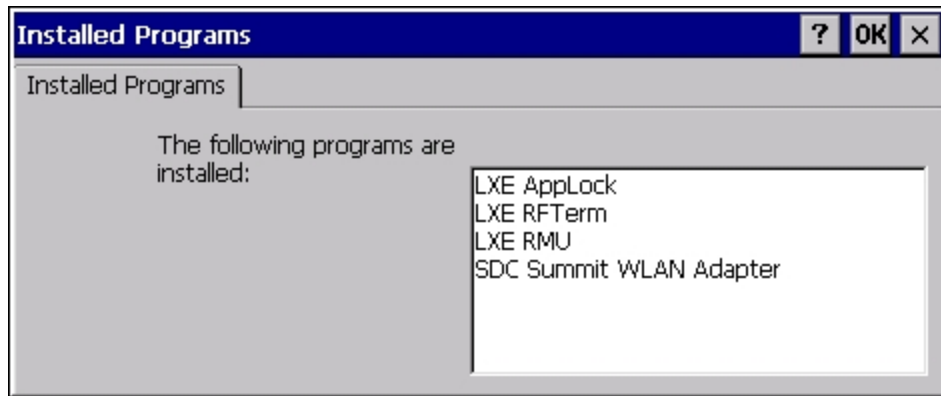 Installed Programs
? OK ×
Installed Programs
The following programs are
installed:
LXE AppLock
LXE RFTerm
LXE RMU
SDC Summit WLAN Adapter